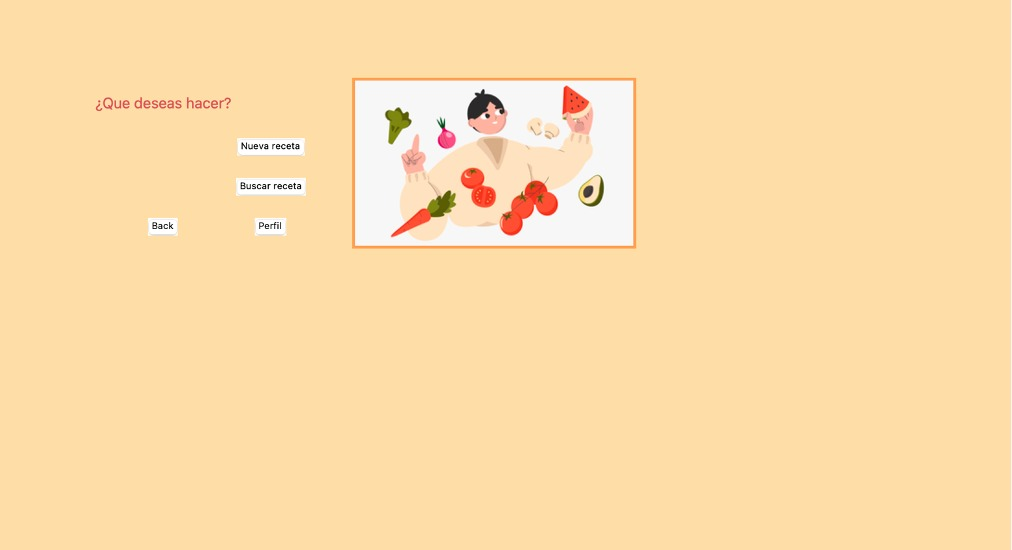 ¿Que deseas hacer?
Nueva receta
Buscar receta
Back
Perfil